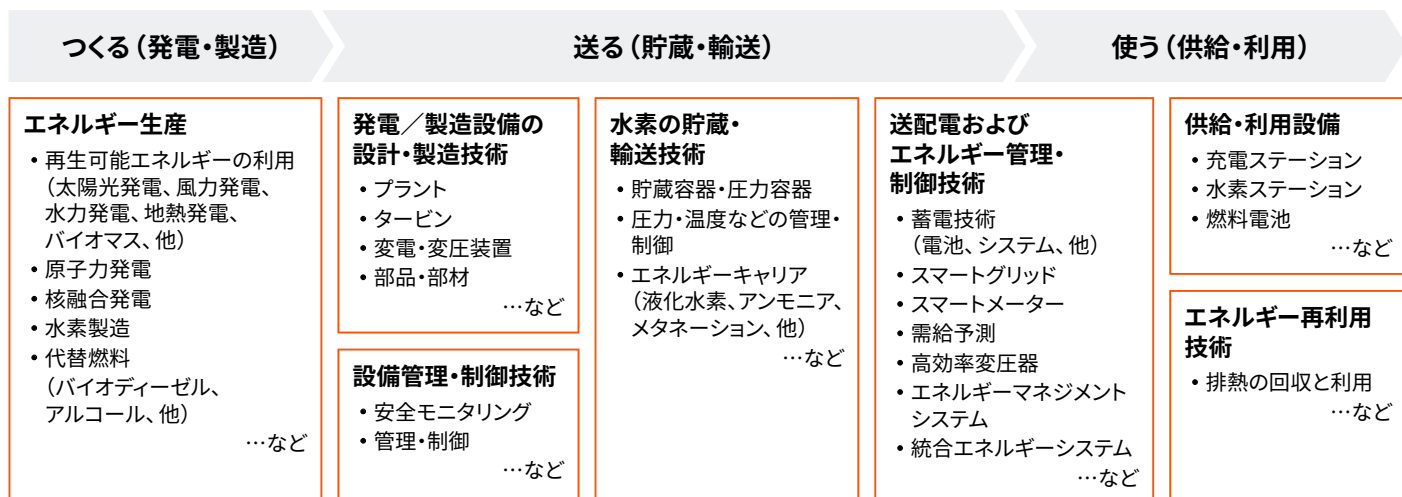 つくる（発電・製造）
送る（貯蔵・輸送）
使う（供給・利用）
エネルギー生産
・再生可能エネルギーの利用
（太陽光発電、風力発電、
水力発電、地熱発電、
バイオマス、他）
・原子力発電
・核融合発電
・水素製造
・代替燃料
（バイオディーゼル、
アルコール、他）
…など
発電／製造設備の
設計・製造技術
・プラント
・タービン
・変電・変圧装置
・部品・部材
…など
設備管理・制御技術
・安全モニタリング
・管理・制御
…など
水素の貯蔵・
輸送技術
・貯蔵容器・圧力容器
・圧力・温度などの管理・
制御
・エネルギーキャリア
（液化水素、アンモニア、
メタネーション、他）
…など
送配電および
エネルギー管理・
制御技術
・蓄電技術
（電池、システム、他）
・スマートグリッド
・スマートメーター
・需給予測
・高効率変圧器
・エネルギーマネジメント
システム
・統合エネルギーシステム
…など
供給・利用設備
・充電ステーション
・水素ステーション
・燃料電池
…など
エネルギー再利用
技術
・排熱の回収と利用
…など